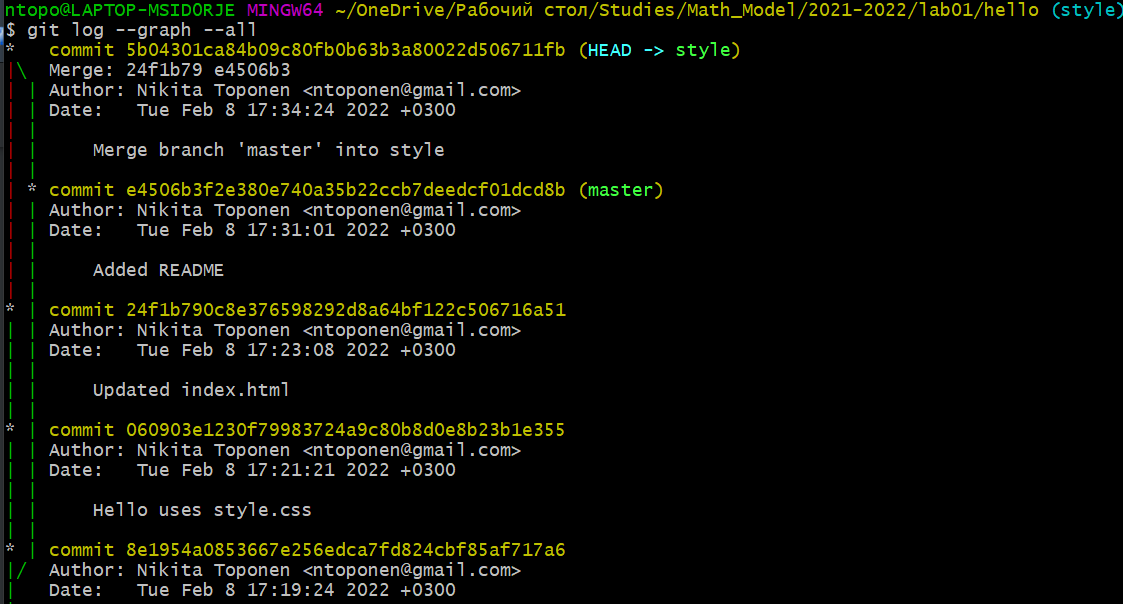 ntopo@LAPTOP-MSIDORJE MINGW64 ~/OneDrive/Рабочий стол/Studies/Math_Model/2021-2022/lab01/hello (style)
$ git log --graph --all
*   commit 5b04301ca84b09c80fb0b63b3a80022d506711fb (HEAD -> style)
|\  Merge: 24f1b79 e4506b3
| | Author: Nikita Toponen <ntoponen@gmail.com>
| | Date:   Tue Feb 8 17:34:24 2022 +0300
| |
| |     Merge branch 'master' into style
| |
| * commit e4506b3f2e380e740a35b22ccb7deedcf01dcd8b (master)
| | Author: Nikita Toponen <ntoponen@gmail.com>
| | Date:   Tue Feb 8 17:31:01 2022 +0300
| |
| |     Added README
| |
* | commit 24f1b790c8e376598292d8a64bf122c506716a51
| | Author: Nikita Toponen <ntoponen@gmail.com>
| | Date:   Tue Feb 8 17:23:08 2022 +0300
| |
| |     Updated index.html
| |
* | commit 060903e1230f79983724a9c80b8d0e8b23b1e355
| | Author: Nikita Toponen <ntoponen@gmail.com>
| | Date:   Tue Feb 8 17:21:21 2022 +0300
| |
| |     Hello uses style.css
| |
* | commit 8e1954a0853667e256edca7fd824cbf85af717a6
|/  Author: Nikita Toponen <ntoponen@gmail.com>
|   Date:   Tue Feb 8 17:19:24 2022 +0300